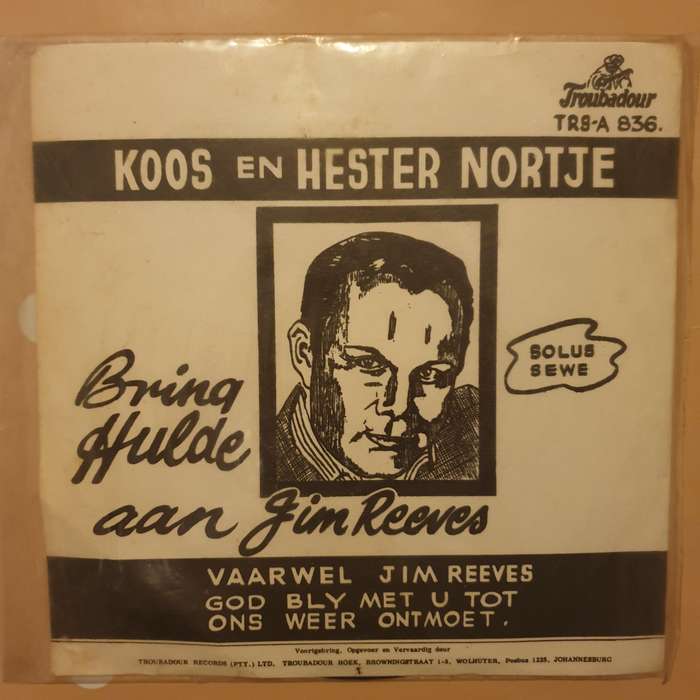 Troubadour
TRS-A 836.
KOOS EN HESTER NORTJE
SOLUS
SEWE
Bring
Hulde
aan Jim Reeves
VAARWEL JIM REEVES
GOD BLY MET U TOT
ONS WEER ONTMOET.
Voortgebring, Opgevoer en Vervaardig deur
TROUBADOUR RECORDS (PTY.) LTD. TROUBADOUR HOEK, BROWNINGSTRAAT 1-3, WOLHUTER, Posbus 1225, JOHANNESBURG